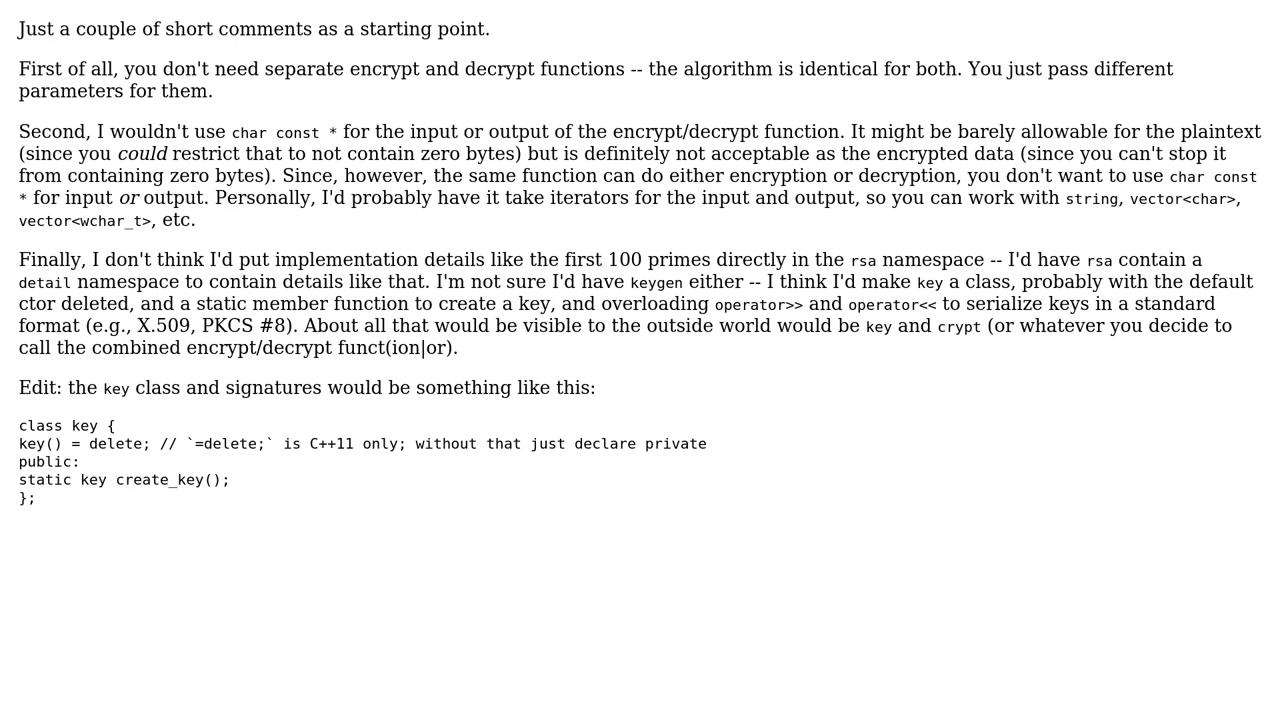 Just a couple of short comments as a starting point.
First of all, you don't need separate encrypt and decrypt functions -- the algorithm is identical for both. You just pass different
parameters for them.
Second, I wouldn't use char const * for the input or output of the encrypt/decrypt function. It might be barely allowable for the plaintext
(since you could restrict that to not contain zero bytes) but is definitely not acceptable as the encrypted data (since you can't stop it
from containing zero bytes). Since, however, the same function can do either encryption or decryption, you don't want to use char const
* for input or output. Personally, I'd probably have it take iterators for the input and output, so you can work with string, vector<char>,
vector<wchar_t>, etc.
Finally, I don't think I'd put implementation details like the first 100 primes directly in the rsa namespace -- I'd have rsa contain a
detail namespace to contain details like that. I'm not sure I'd have keygen either -- I think I'd make key a class, probably with the default
ctor deleted, and a static member function to create a key, and overloading operator>> and operator<< to serialize keys in a standard
format (e.g., X.509, PKCS #8). About all that would be visible to the outside world would be key and crypt (or whatever you decide to
call the combined encrypt/decrypt funct(ion|or).
Edit: the key class and signatures would be something like this:
class key {
key() = delete; // `=delete;` is C++11 only; without that just declare private
public:
static key create_key();
};